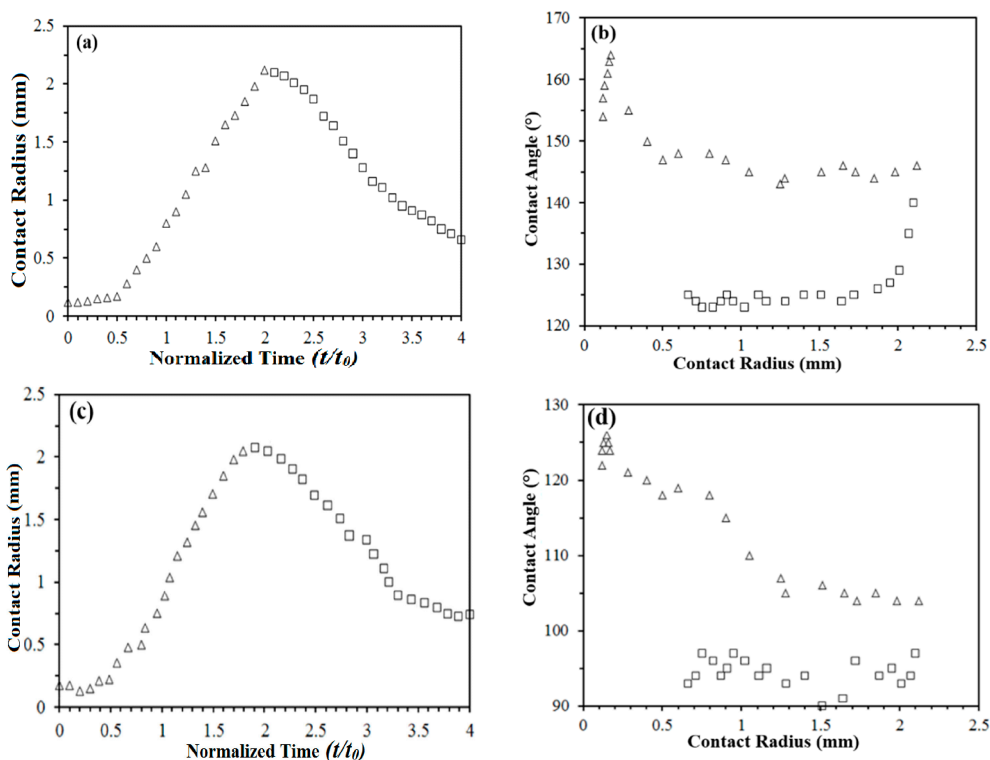 (a)
2.5
2
1.5
1
0.5
0
Contact Radius (mm)
0 0.5 1 1.5 2 2.5 3 3.5 4
Normalized Time (t/t₀)
(b)
170
160
150
140
130
120
Contact Angle (°)
0 0.5 1 1.5 2 2.5
Contact Radius (mm)
(c)
2.5
2
1.5
1
0.5
0
Contact Radius (mm)
0 0.5 1 1.5 2 2.5 3 3.5 4
Normalized Time (t/t₀)
(d)
130
120
110
100
90
Contact Angle (°)
0 0.5 1 1.5 2 2.5
Contact Radius (mm)